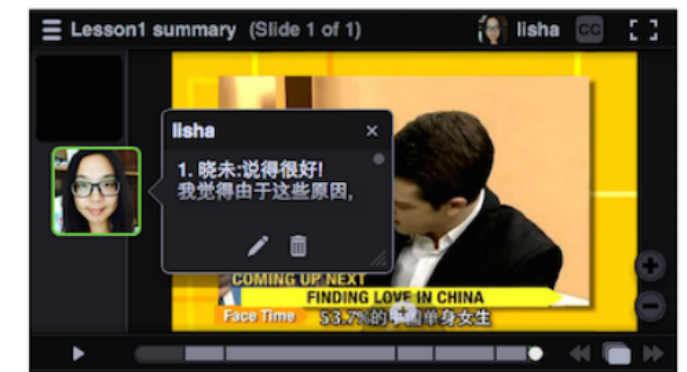 Lesson1 summary (Slide 1 of 1)
lisha
CC
lisha
1. 晓未:说得很好!
我觉得由于这些原因,
COMING UP NEXT
FINDING LOVE IN CHINA
Face Time
53.7%的中国单身女生